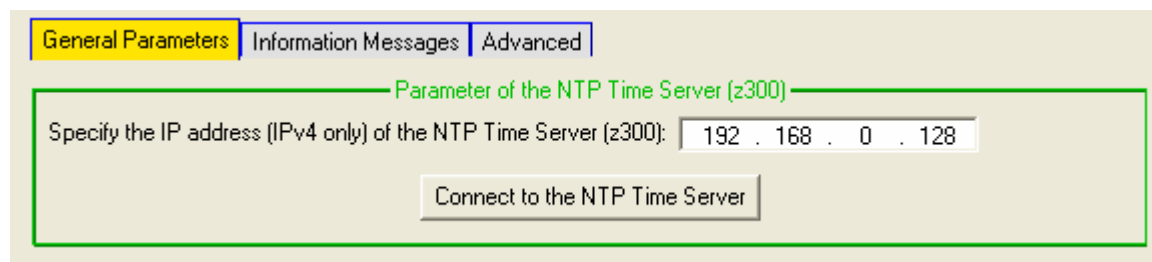 General Parameters Information Messages Advanced
Parameter of the NTP Time Server (z300)
Specify the IP address (IPv4 only) of the NTP Time Server (z300): 192 . 168 . 0 . 128
Connect to the NTP Time Server